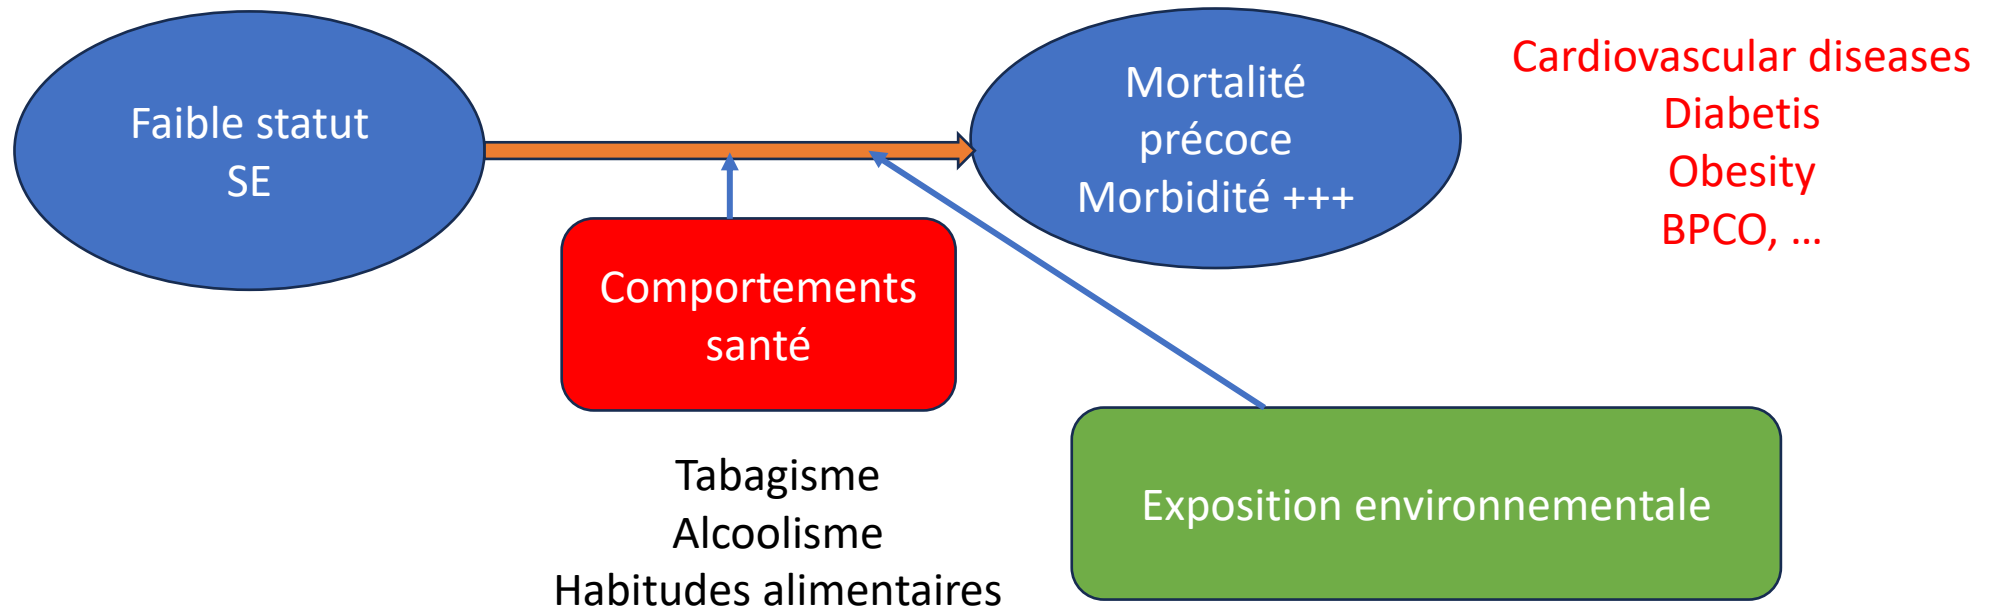 Faible statut
SE
Mortalité
précoce
Morbidité +++
Cardiovascular diseases
Diabetis
Obesity
BPCO, ...
Comportements
santé
Tabagisme
Alcoolisme
Habitudes alimentaires
Exposition environnementale